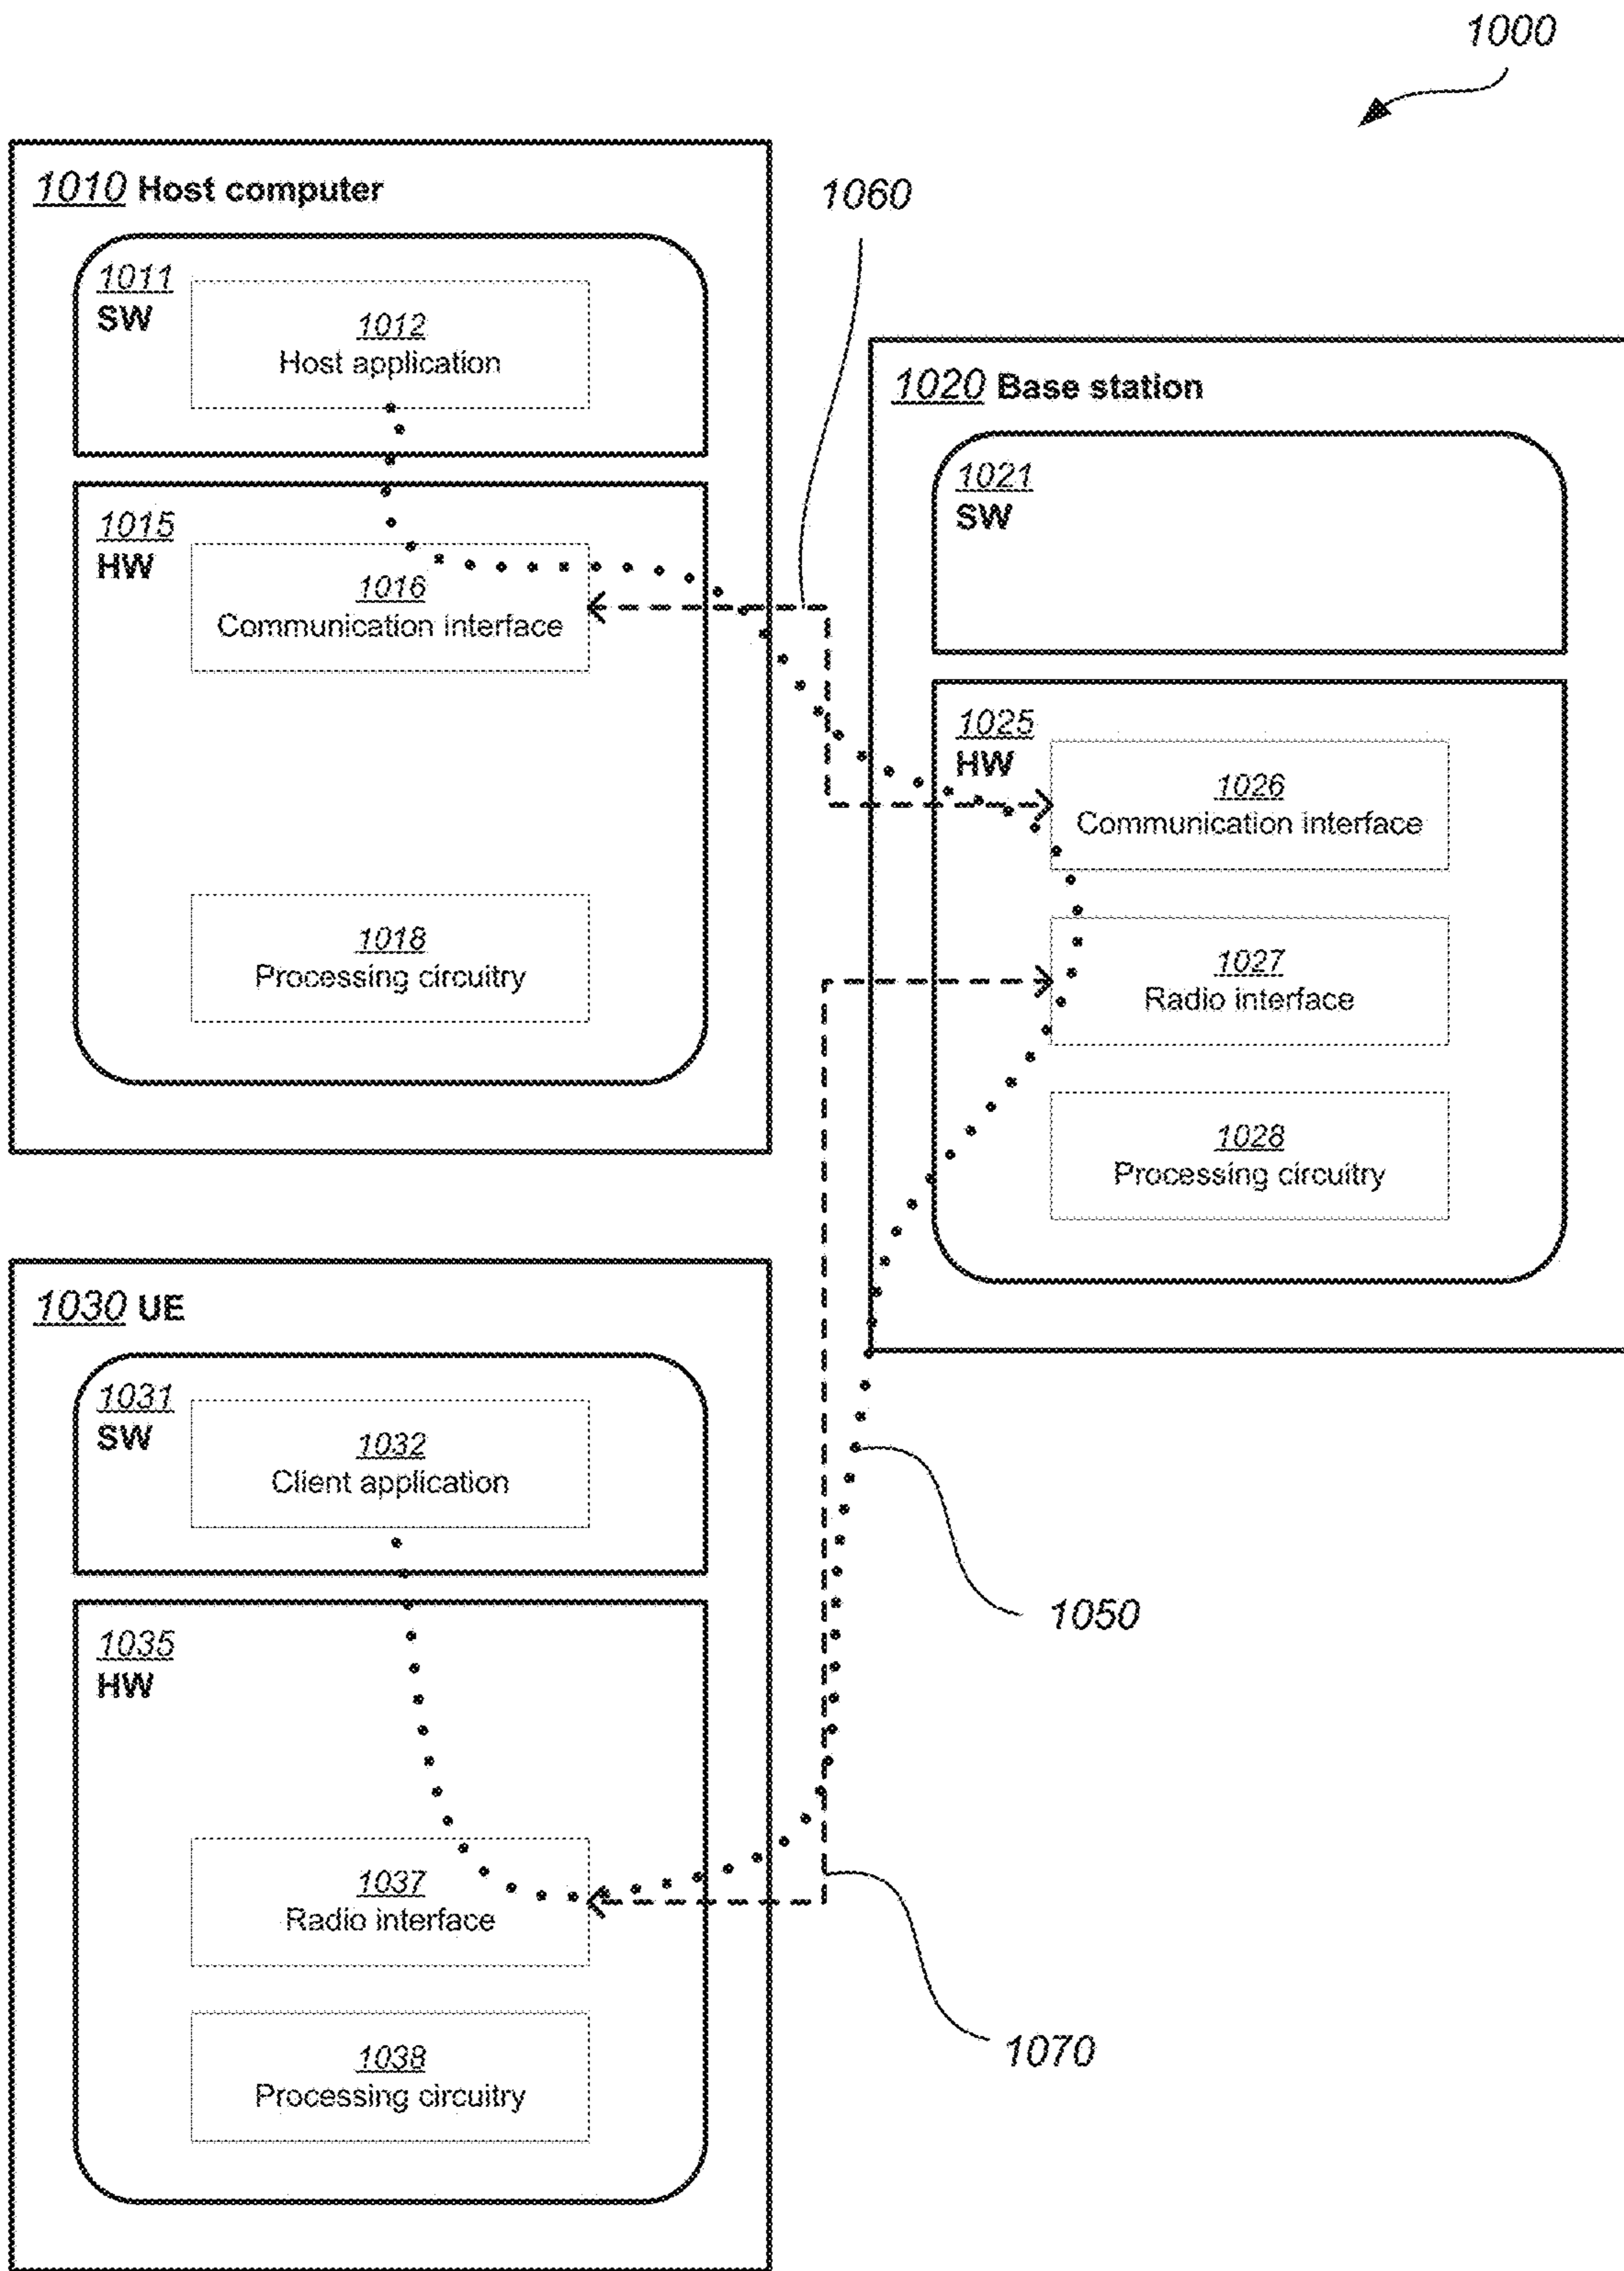 1000
1010 Host computer
1011
SW
1012
Host application
1015
HW
1016
Communication interface
1018
Processing circuitry
1060
1020 Base station
1021
SW
1025
HW
1026
Communication interface
1027
Radio interface
1028
Processing circuitry
1030 UE
1031
SW
1032
Client application
1035
HW
1037
Radio interface
1038
Processing circuitry
1050
1070